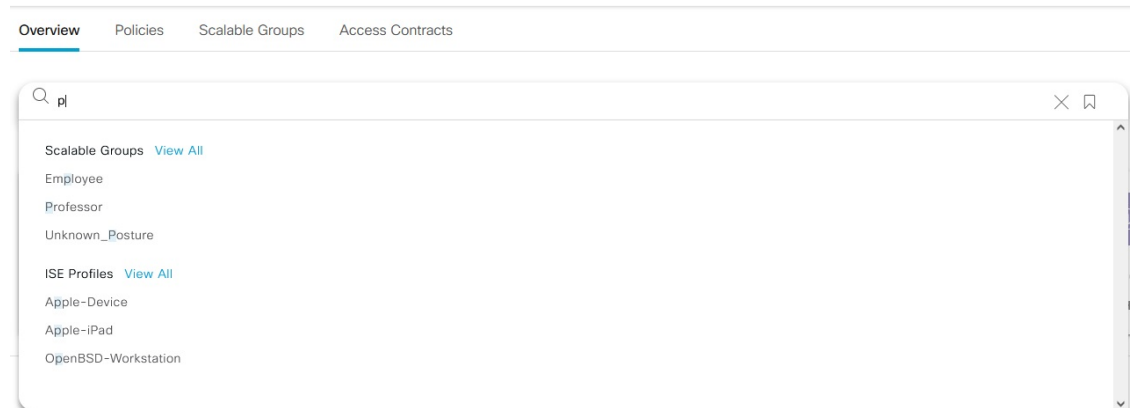 Overview Policies Scalable Groups Access Contracts
p
Scalable Groups View All
Employee
Professor
Unknown_Posture
ISE Profiles View All
Apple-Device
Apple-iPad
OpenBSD-Workstation